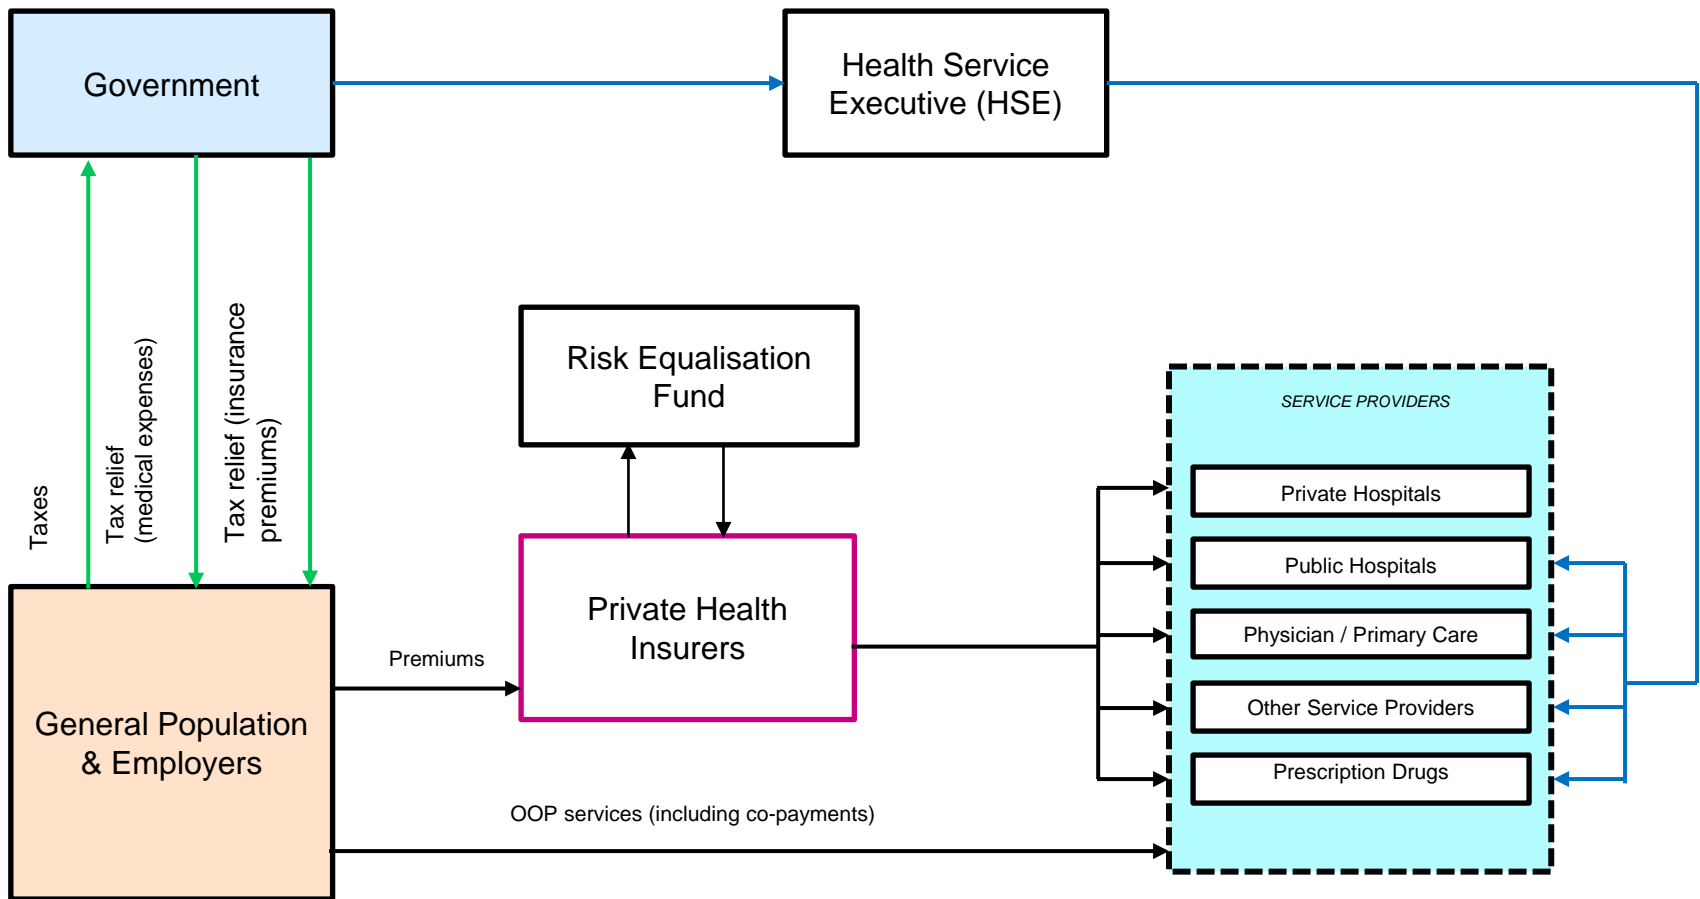 Government
Health Service
Executive (HSE)
Taxes
Tax relief
(medical expenses)
Tax relief (insurance
premiums)
Risk Equalisation
Fund
SERVICE PROVIDERS
Private Hospitals
Public Hospitals
Physician / Primary Care
Other Service Providers
Prescription Drugs
Private Health
Insurers
Premiums
General Population
& Employers
OOP services (including co-payments)